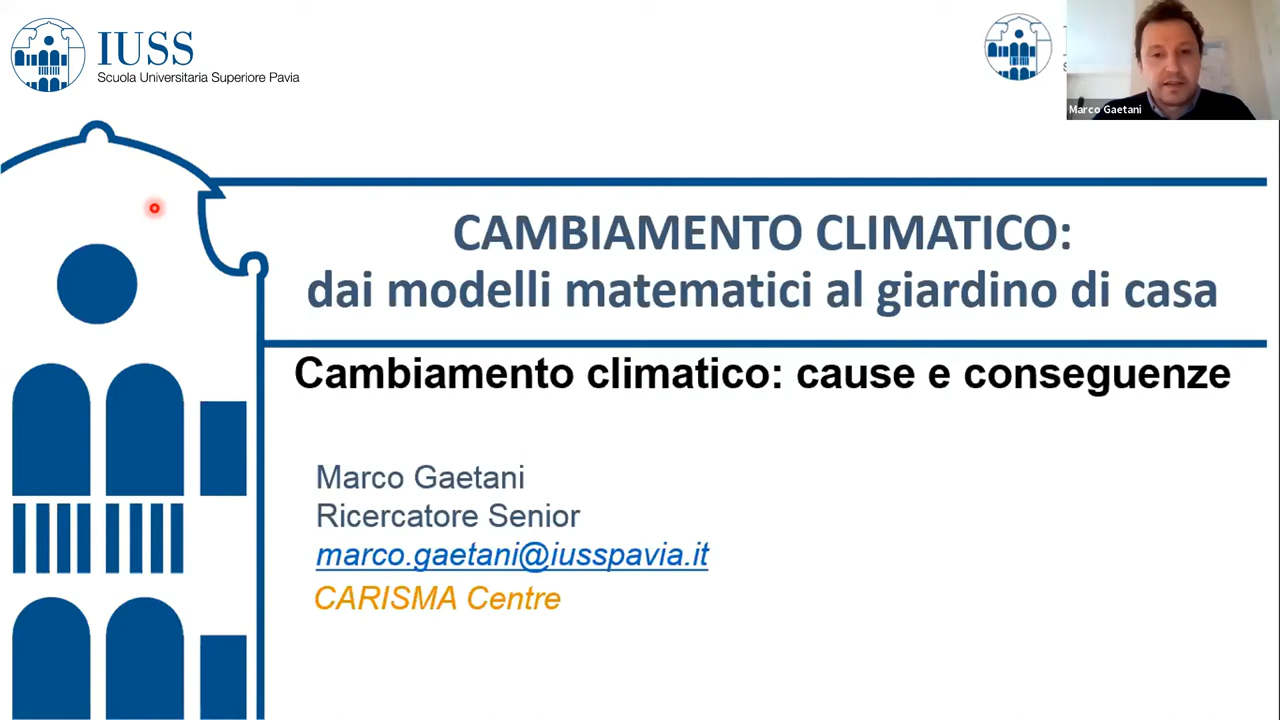 IUSS
Scuola Universitaria Superiore Pavia
Marco Gaetani
CAMBIAMENTO CLIMATICO:
dai modelli matematici al giardino di casa
Cambiamento climatico: cause e conseguenze
Marco Gaetani
Ricercatore Senior
marco.gaetani@iusspavia.it
CARISMA Centre